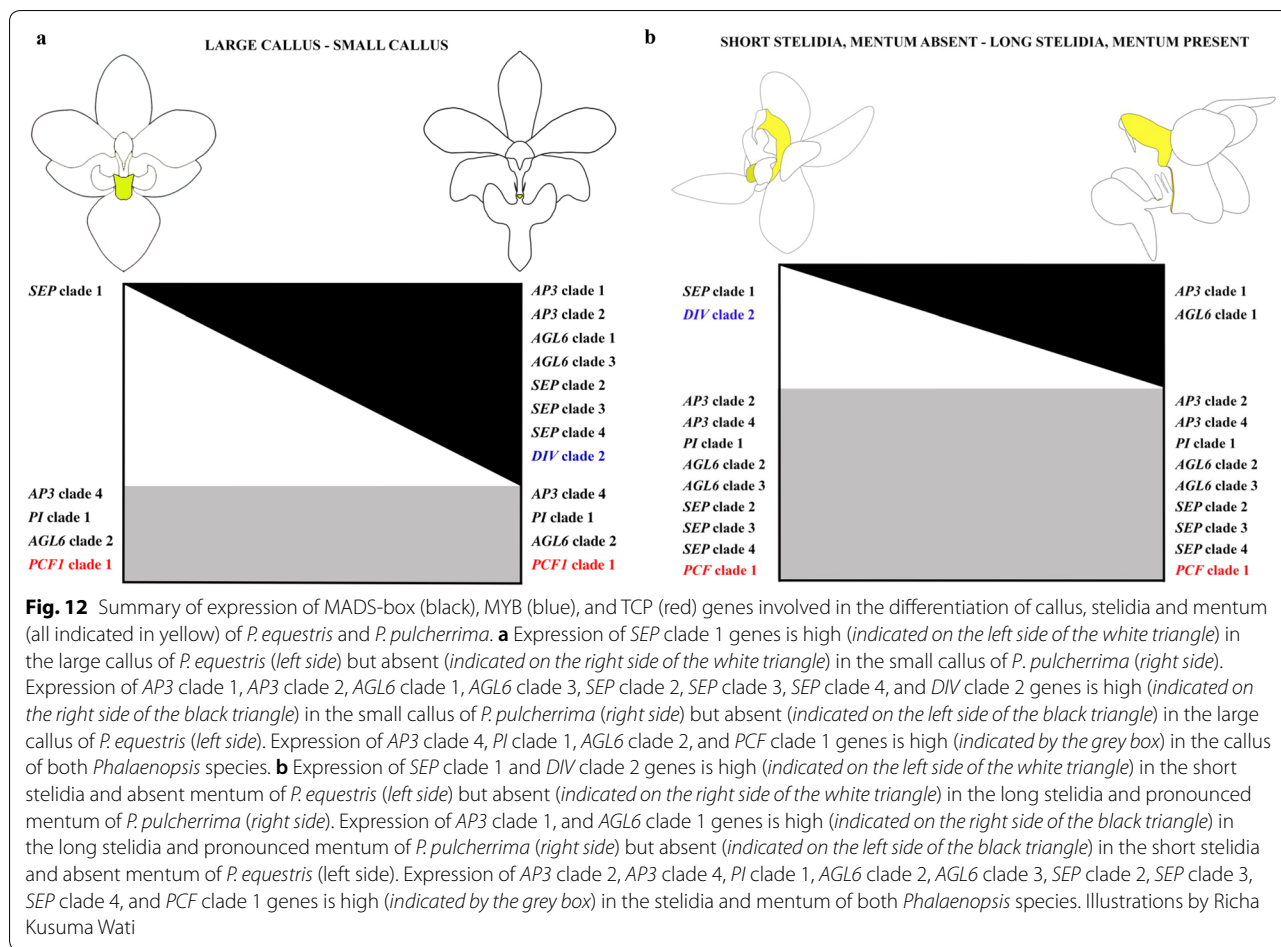 a
LARGE CALLUS - SMALL CALLUS
SEP clade 1
AP3 clade 1
AP3 clade 2
AGL6 clade 1
AGL6 clade 3
SEP clade 2
SEP clade 3
SEP clade 4
DIV clade 2
AP3 clade 4
PI clade 1
AGL6 clade 2
PCF1 clade 1
AP3 clade 4
PI clade 1
AGL6 clade 2
PCF1 clade 1
b
SHORT STELIDIA, MENTUM ABSENT - LONG STELIDIA, MENTUM PRESENT
SEP clade 1
DIV clade 2
AP3 clade 1
AGL6 clade 1
AP3 clade 2
AP3 clade 4
PI clade 1
AGL6 clade 2
AGL6 clade 3
SEP clade 2
SEP clade 3
SEP clade 4
PCF clade 1
AP3 clade 2
AP3 clade 4
PI clade 1
AGL6 clade 2
AGL6 clade 3
SEP clade 2
SEP clade 3
SEP clade 4
PCF clade 1
Fig. 12 Summary of expression of MADS-box (black), MYB (blue), and TCP (red) genes involved in the differentiation of callus, stelidia and mentum
(all indicated in yellow) of P. equestris and P. pulcherrima. a Expression of SEP clade 1 genes is high (indicated on the left side of the white triangle) in
the large callus of P. equestris (left side) but absent (indicated on the right side of the white triangle) in the small callus of P. pulcherrima (right side).
Expression of AP3 clade 1, AP3 clade 2, AGL6 clade 1, AGL6 clade 3, SEP clade 2, SEP clade 3, SEP clade 4, and DIV clade 2 genes is high (indicated on
the right side of the black triangle) in the small callus of P. pulcherrima (right side) but absent (indicated on the left side of the black triangle) in the large
callus of P. equestris (left side). Expression of AP3 clade 4, PI clade 1, AGL6 clade 2, and PCF clade 1 genes is high (indicated by the grey box) in the callus
of both Phalaenopsis species. b Expression of SEP clade 1 and DIV clade 2 genes is high (indicated on the left side of the white triangle) in the short
stelidia and absent mentum of P. equestris (left side) but absent (indicated on the right side of the white triangle) in the long stelidia and pronounced
mentum of P. pulcherrima (right side). Expression of AP3 clade 1, and AGL6 clade 1 genes is high (indicated on the right side of the black triangle) in
the long stelidia and pronounced mentum of P. pulcherrima (right side) but absent (indicated on the left side of the black triangle) in the short stelidia
and absent mentum of P. equestris (left side). Expression of AP3 clade 2, AP3 clade 4, PI clade 1, AGL6 clade 2, AGL6 clade 3, SEP clade 2, SEP clade 3,
SEP clade 4, and PCF clade 1 genes is high (indicated by the grey box) in the stelidia and mentum of both Phalaenopsis species. Illustrations by Richa
Kusuma Wati